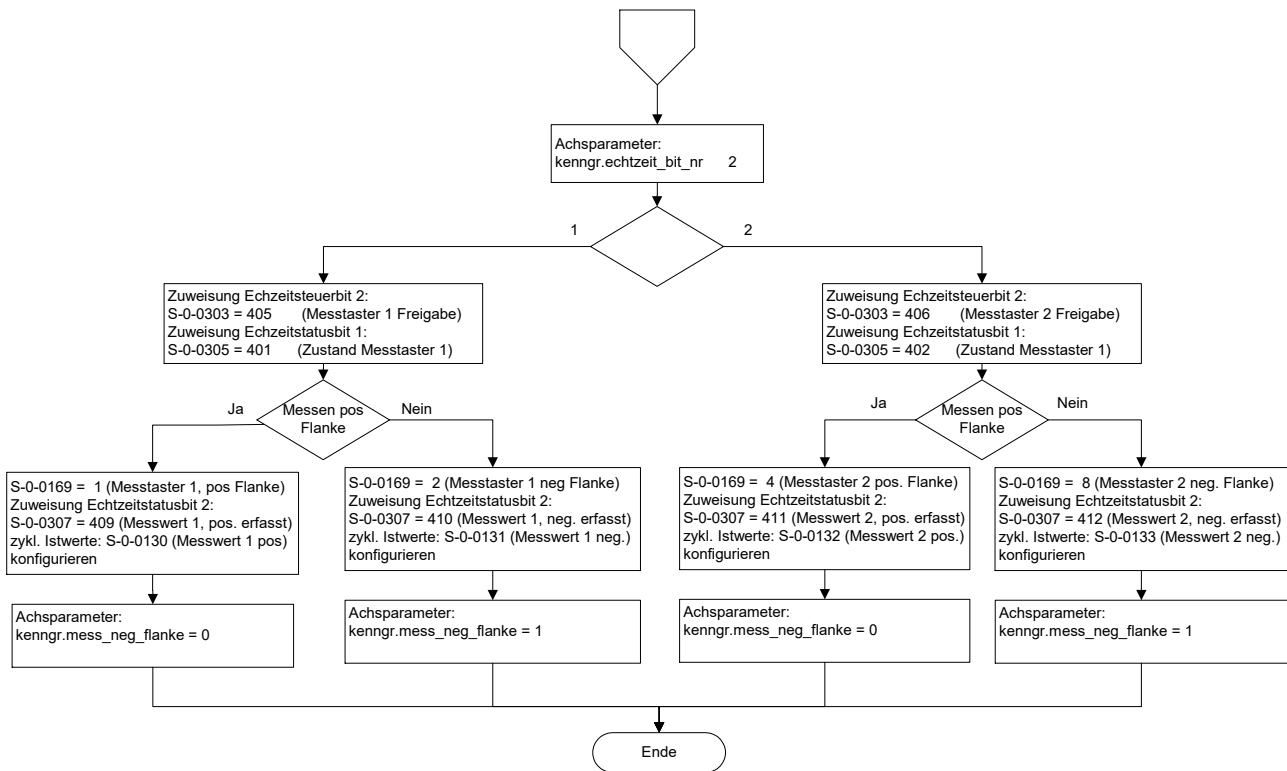 Achsparameter:
kenngr.echtzeit_bit_nr 2
1
2
Zuweisung Echzeitsteuerbit 2:
S-0-0303 = 405 (Messtaster 1 Freigabe)
Zuweisung Echtzeitstatusbit 1:
S-0-0305 = 401 (Zustand Messtaster 1)
Zuweisung Echzeitsteuerbit 2:
S-0-0303 = 406 (Messtaster 2 Freigabe)
Zuweisung Echtzeitstatusbit 1:
S-0-0305 = 402 (Zustand Messtaster 1)
Ja
Messen pos
Flanke
Nein
Ja
Messen pos
Flanke
Nein
S-0-0169 = 1 (Messtaster 1, pos Flanke)
Zuweisung Echtzeitstatusbit 2:
S-0-0307 = 409 (Messwert 1, pos. erfasst)
zykl. Istwerte: S-0-0130 (Messwert 1 pos)
konfigurieren
S-0-0169 = 2 (Messtaster 1 neg Flanke)
Zuweisung Echtzeitstatusbit 2:
S-0-0307 = 410 (Messwert 1, neg. erfasst)
zykl. Istwerte: S-0-0131 (Messwert 1 neg.)
konfigurieren
S-0-0169 = 4 (Messtaster 2 pos. Flanke)
Zuweisung Echtzeitstatusbit 2:
S-0-0307 = 411 (Messwert 2, pos. erfasst)
zykl. Istwerte: S-0-0132 (Messwert 2 pos.)
konfigurieren
S-0-0169 = 8 (Messtaster 2 neg. Flanke)
Zuweisung Echtzeitstatusbit 2:
S-0-0307 = 412 (Messwert 2, neg. erfasst)
zykl. Istwerte: S-0-0133 (Messwert 2 neg.)
konfigurieren
Achsparameter:
kenngr.mess_neg_flanke = 0
Achsparameter:
kenngr.mess_neg_flanke = 1
Achsparameter:
kenngr.mess_neg_flanke = 0
Achsparameter:
kenngr.mess_neg_flanke = 1
Ende